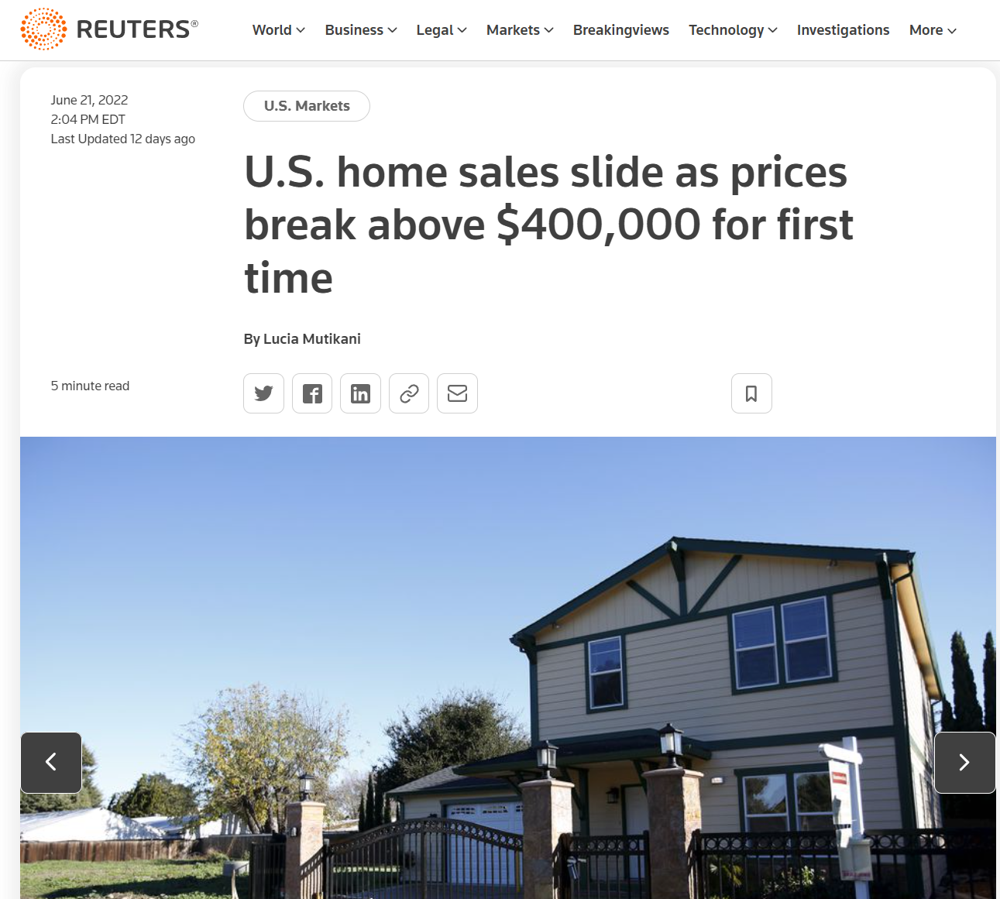 REUTERS®
World Business Legal Markets Breakingviews Technology Investigations More
June 21, 2022
2:04 PM EDT
Last Updated 12 days ago
U.S. Markets
U.S. home sales slide as prices
break above $400,000 for first
time
By Lucia Mutikani
5 minute read